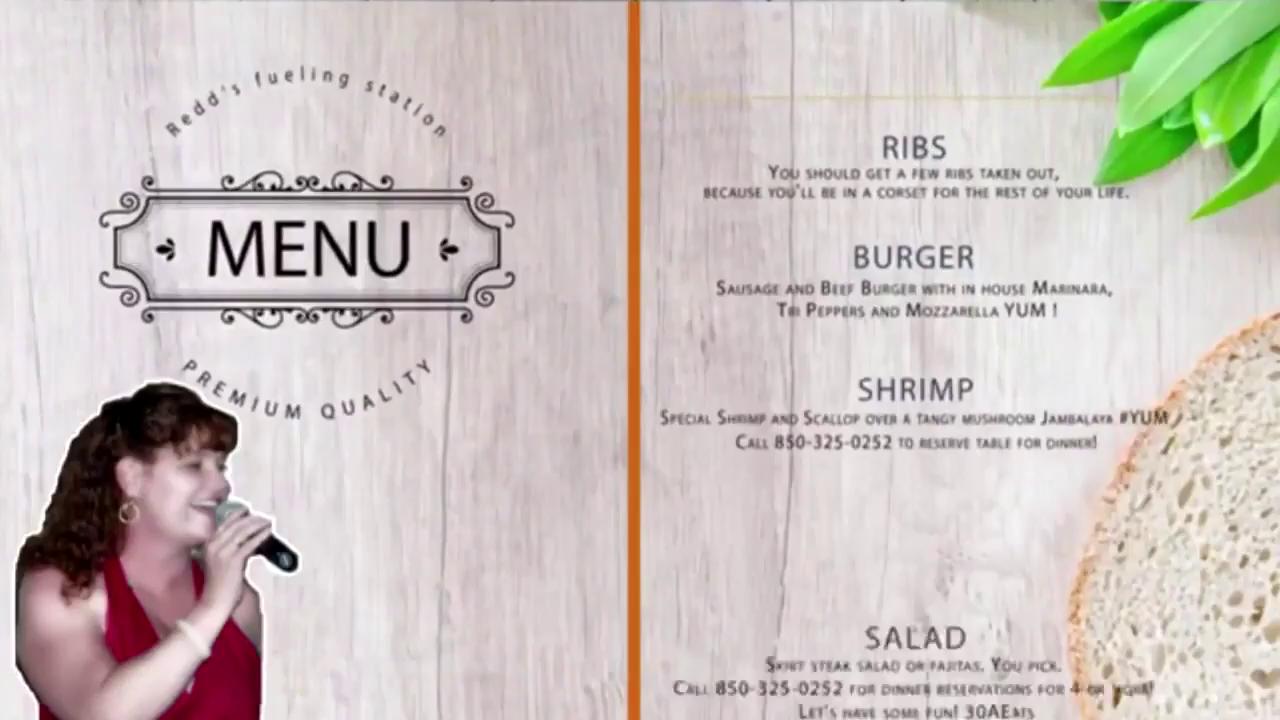 Redd's fueling station
MENU
PREMIUM QUALITY
RIBS
You should get a few ribs taken out,
because you'll be in a corset for the rest of your life.
BURGER
Sausage and Beef Burger with in house Marinara,
Tri Peppers and Mozzarella YUM !
SHRIMP
Special Shrimp and Scallop over a tangy mushroom Jambalaya #YUM
Call 850-325-0252 to reserve table for dinner!
SALAD
Skirt steak salad or fajitas. You pick.
Call 850-325-0252 for dinner reservations for 4 or more!
Let's have some fun! 30AEats